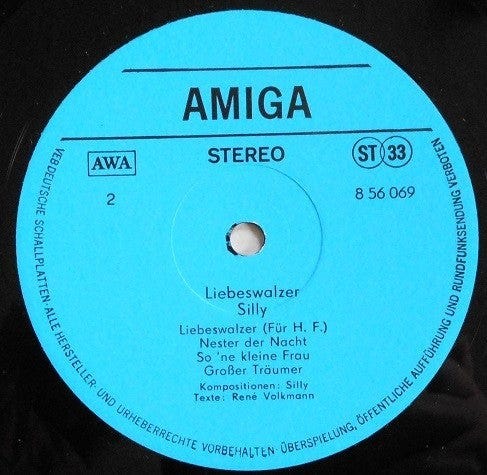 AMIGA
AWA
STEREO
ST 33
2
8 56 069
Liebeswalzer
Silly
Liebeswalzer (Für H. F.)
Nester der Nacht
So 'ne kleine Frau
Großer Träumer
Kompositionen: Silly
Texte: René Volkmann
VEB DEUTSCHE SCHALLPLATTEN · ALLE HERSTELLER- UND URHEBERRECHTE VORBEHALTEN · ÜBERSPIELUNG, ÖFFENTLICHE AUFFÜHRUNG UND RUNDFUNKSENDUNG VERBOTEN